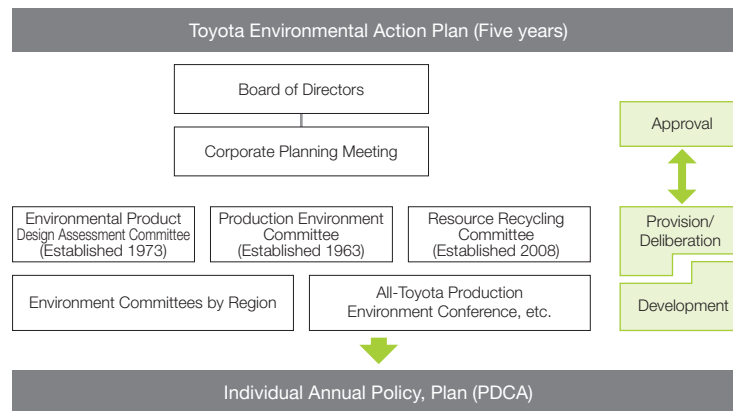 Toyota Environmental Action Plan (Five years)
Board of Directors
Corporate Planning Meeting
Approval
Environmental Product
Design Assessment Committee
(Established 1973)
Production Environment
Committee
(Established 1963)
Resource Recycling
Committee
(Established 2008)
Provision/
Deliberation
Environment Committees by Region
All-Toyota Production
Environment Conference, etc.
Development
Individual Annual Policy, Plan (PDCA)